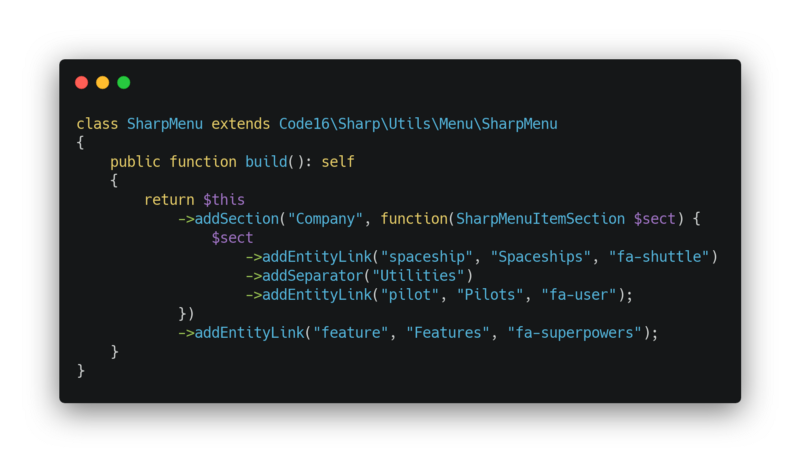 class SharpMenu extends Code16\Sharp\Utils\Menu\SharpMenu
{
    public function build(): self
    {
        return $this
            ->addSection("Company", function(SharpMenuItemSection $sect) {
                $sect
                    ->addEntityLink("spaceship", "Spaceships", "fa-shuttle")
                    ->addSeparator("Utilities")
                    ->addEntityLink("pilot", "Pilots", "fa-user");
            })
            ->addEntityLink("feature", "Features", "fa-superpowers");
    }
}